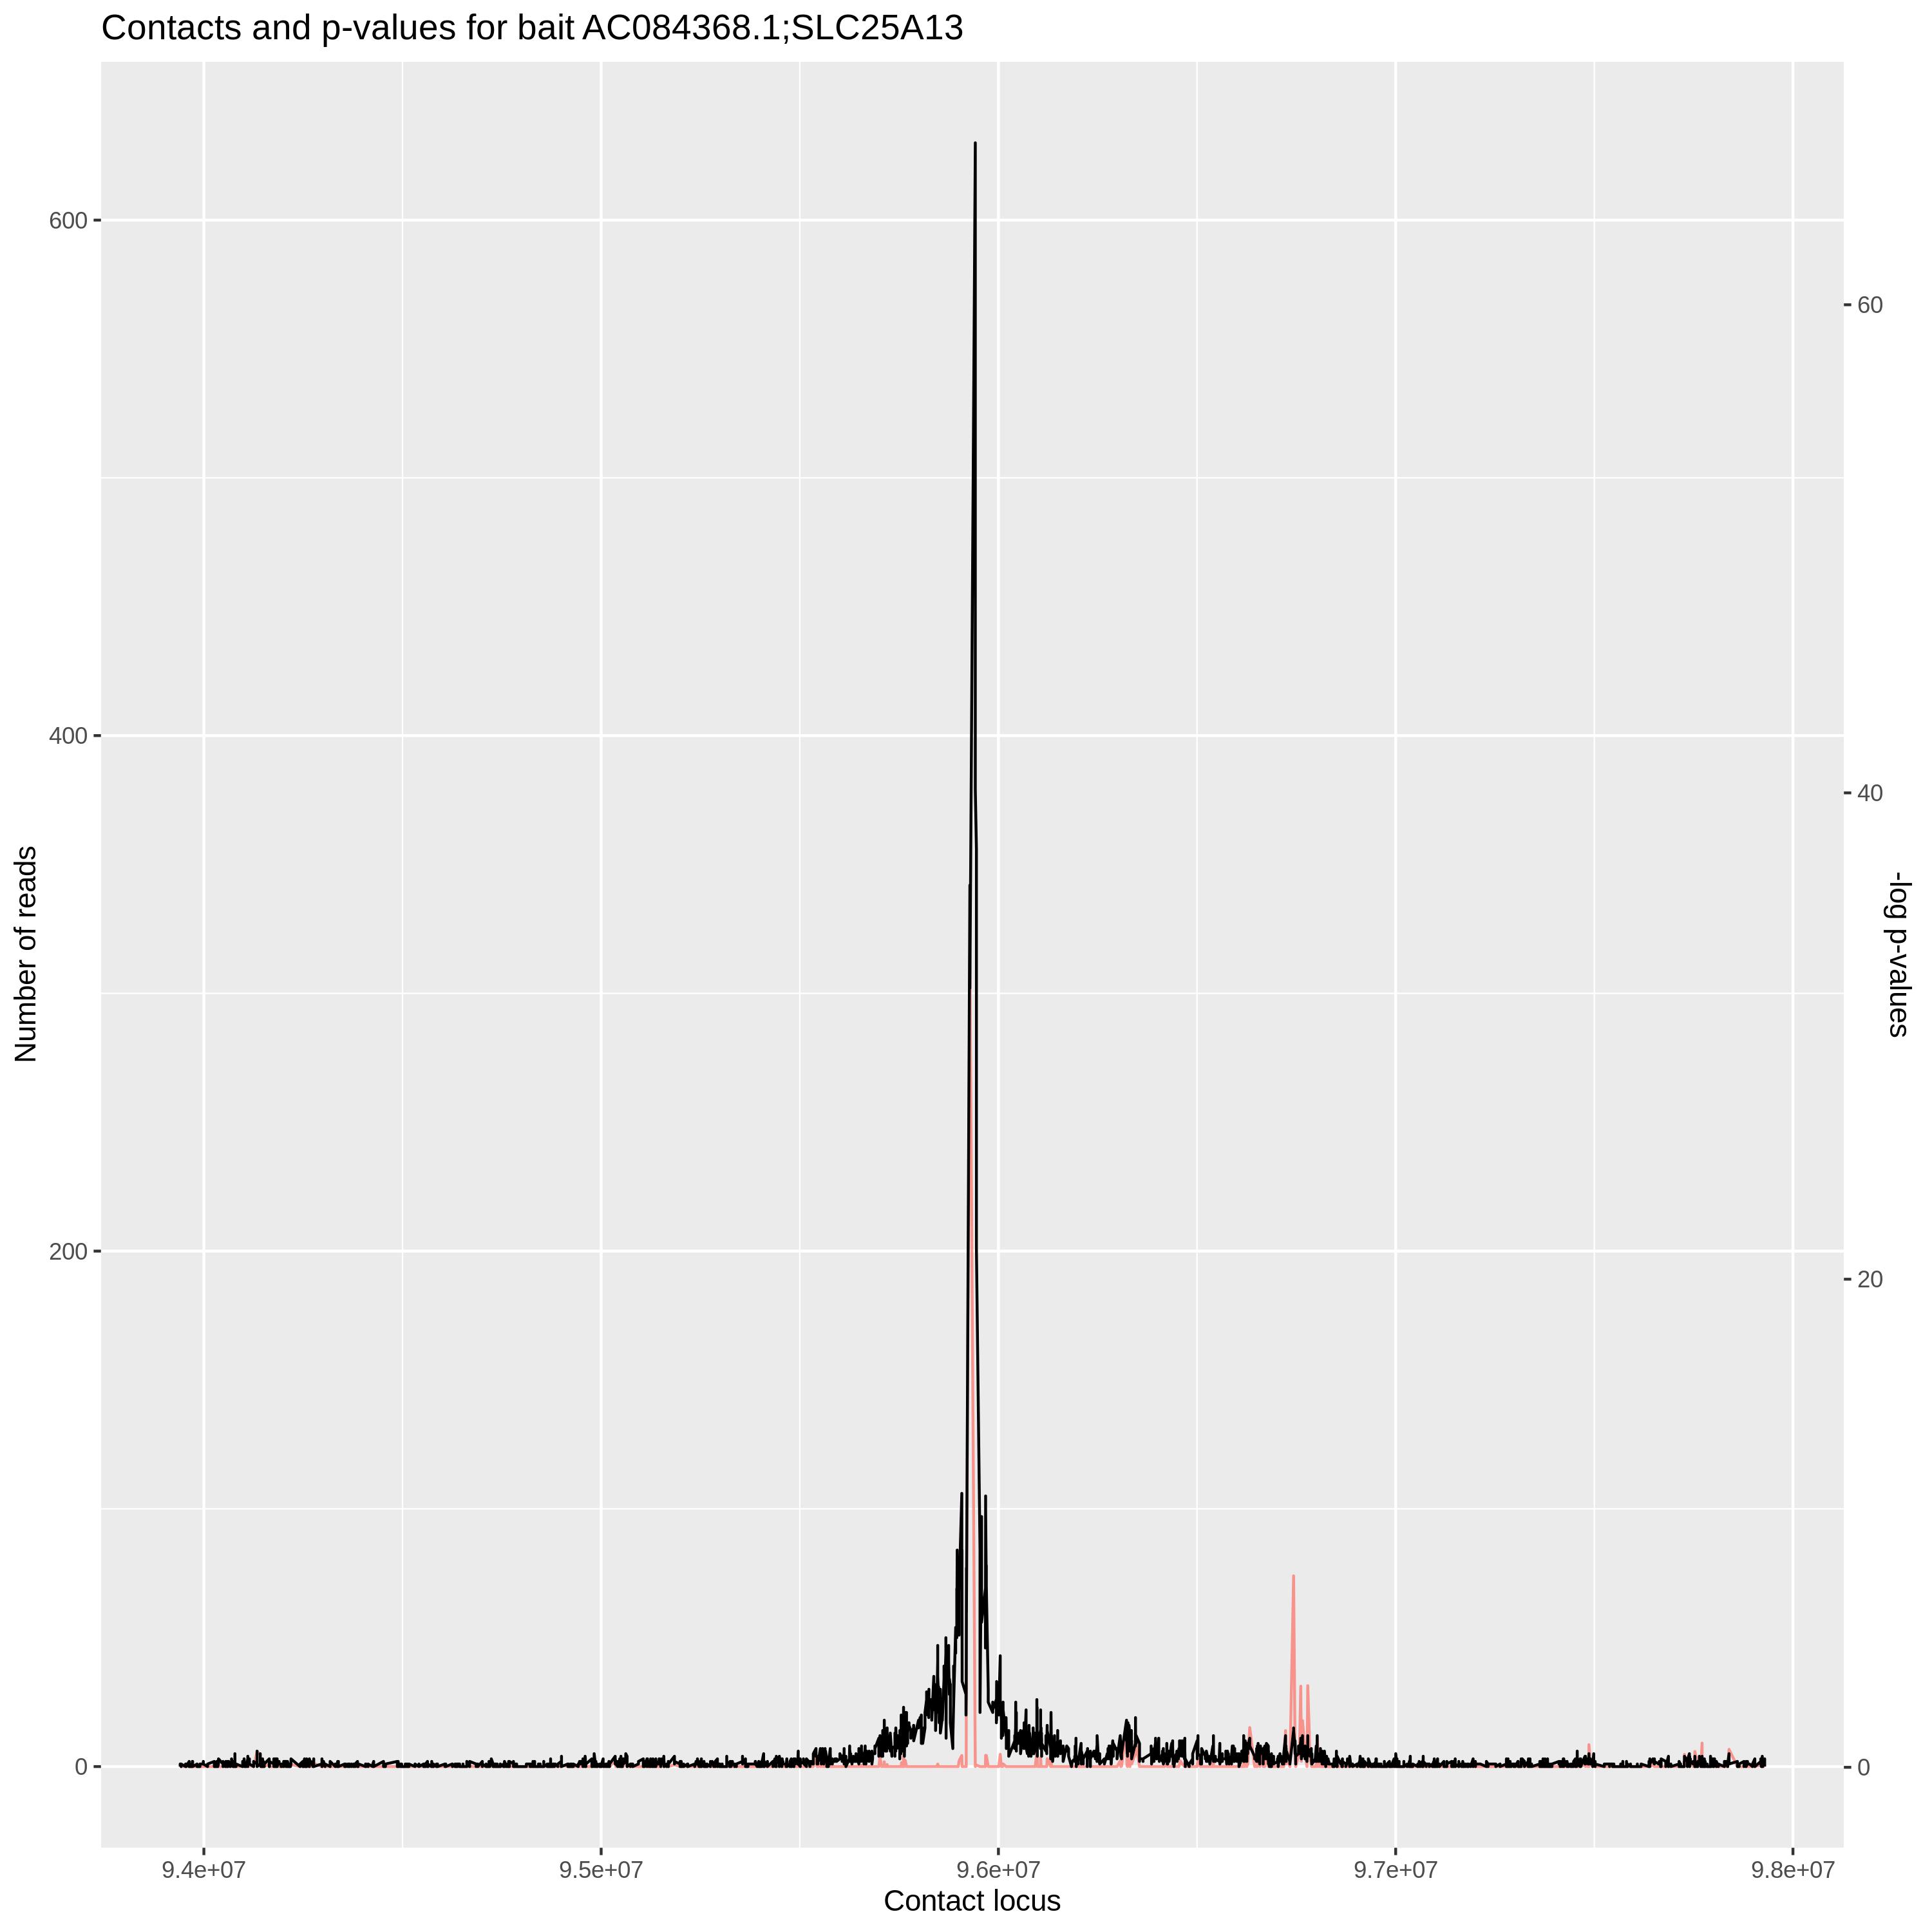 Contacts and p-values for bait AC084368.1;SLC25A13
600
400
200
0
60
40
20
0
Number of reads
-log p-values
9.4e+07 9.5e+07 9.6e+07 9.7e+07 9.8e+07
Contact locus